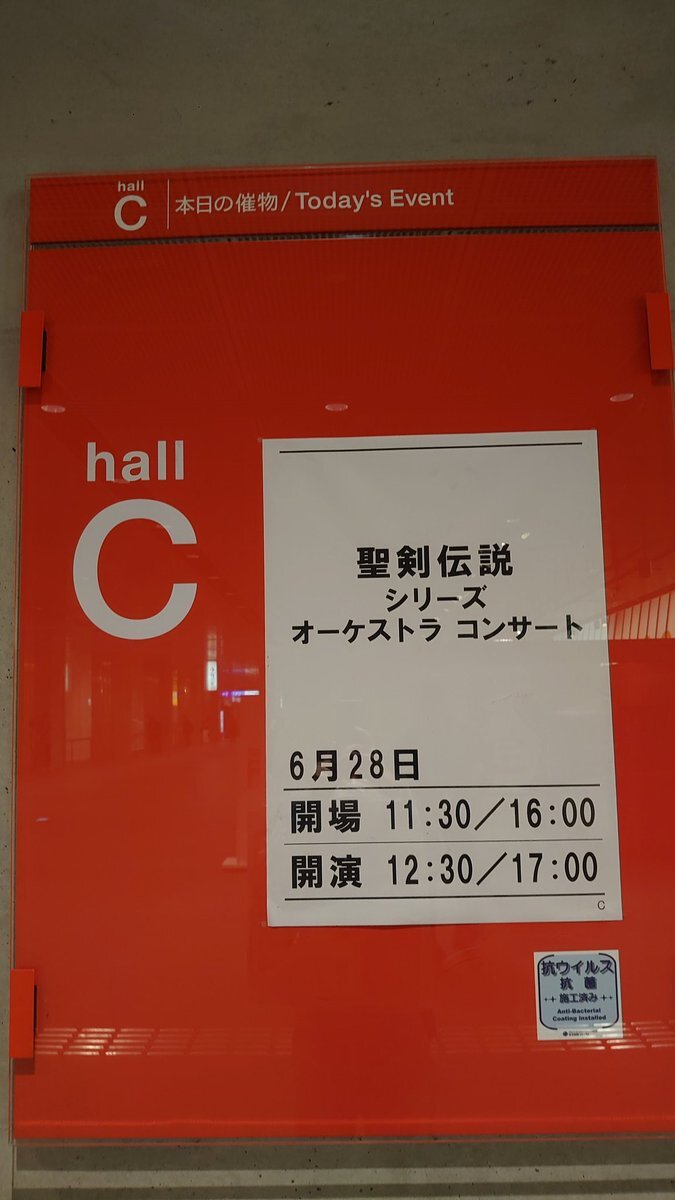 hall
C
本日の催物/Today's Event
hall
C
聖剣伝説
シリーズ
オーケストラ コンサート
6月28日
開場 11:30/16:00
開演 12:30/17:00
C
抗ウイルス
抗菌
施工済み
Anti-Bacterial
Coating installed